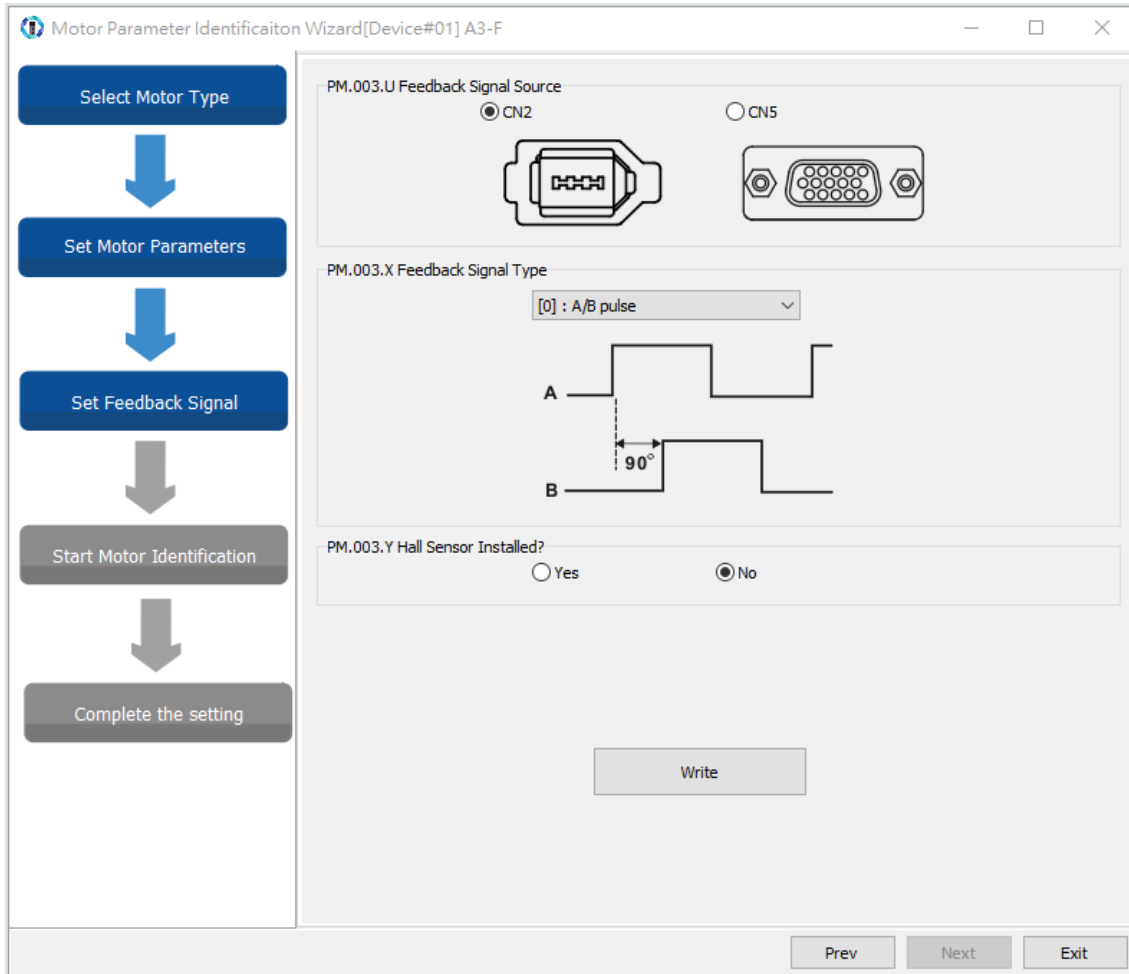 Motor Parameter Identificaiton Wizard[Device#01] A3-F
Select Motor Type
Set Motor Parameters
Set Feedback Signal
Start Motor Identification
Complete the setting
PM.003.U Feedback Signal Source
CN2 CN5
PM.003.X Feedback Signal Type
[0] : A/B pulse
A
90°
B
PM.003.Y Hall Sensor Installed?
Yes No
Write
Prev Next Exit